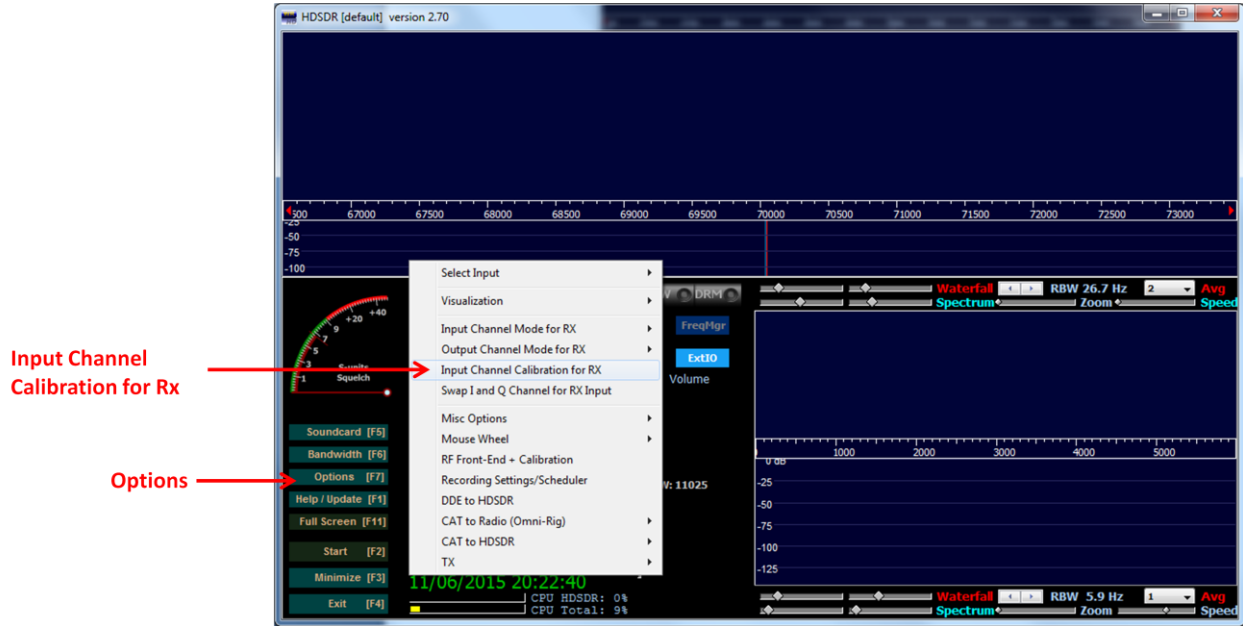 HDSDR [default] version 2.70
500 67000 67500 68000 68500 69000 69500 70000 70500 71000 71500 72000 72500 73000
-25
-50
-75
-100
Select Input
Visualization
Input Channel Mode for RX
Output Channel Mode for RX
Input Channel Calibration for RX
Swap I and Q Channel for RX Input
Misc Options
Mouse Wheel
RF Front-End + Calibration
Recording Settings/Scheduler
DDE to HDSDR
CAT to Radio (Omni-Rig)
CAT to HDSDR
TX
DRM
FreqMgr
ExtIO
Volume
W: 11025
Waterfall RBW 26.7 Hz 2 Avg
Spectrum Zoom Speed
+20 +40
9
7
5
3
1
S-units
Squelch
Input Channel
Calibration for Rx
Options
Soundcard [F5]
Bandwidth [F6]
Options [F7]
Help / Update [F1]
Full Screen [F11]
Start [F2]
Minimize [F3]
Exit [F4]
11/06/2015 20:22:40
CPU HDSDR: 0%
CPU Total: 9%
1000 2000 3000 4000 5000
0 dB
-25
-50
-75
-100
-125
Waterfall RBW 5.9 Hz 1 Avg
Spectrum Zoom Speed